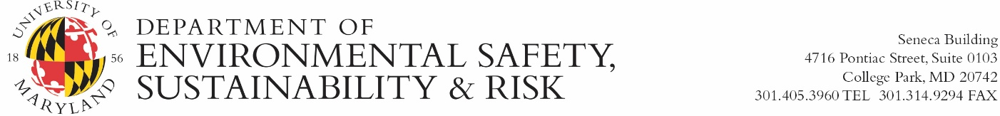 UNIVERSITY OF
18 56
MARYLAND
DEPARTMENT OF
ENVIRONMENTAL SAFETY,
SUSTAINABILITY & RISK
Seneca Building
4716 Pontiac Street, Suite 0103
College Park, MD 20742
301.405.3960 TEL 301.314.9294 FAX